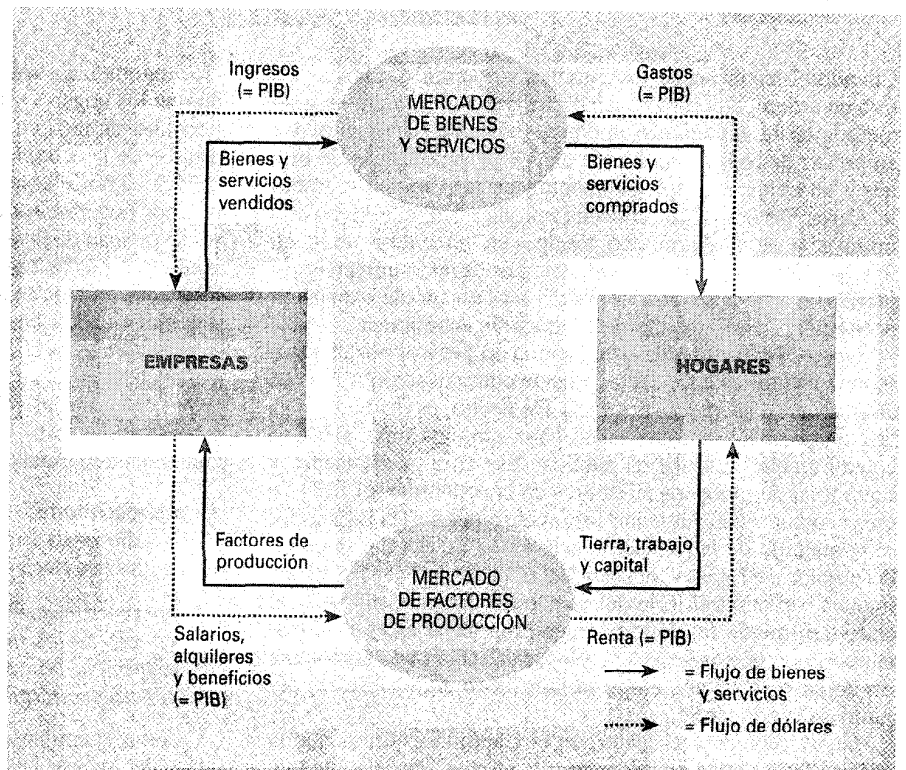 Ingresos
(= PIB)
MERCADO
DE BIENES
Y SERVICIOS
Gastos
(= PIB)
Bienes y
servicios
vendidos
Bienes y
servicios
comprados
EMPRESAS
HOGARES
Factores de
producción
MERCADO
DE FACTORES
DE PRODUCCIÓN
Tierra, trabajo
y capital
Salarios,
alquileres
y beneficios
(= PIB)
Renta (= PIB)
= Flujo de bienes
y servicios
= Flujo de dólares